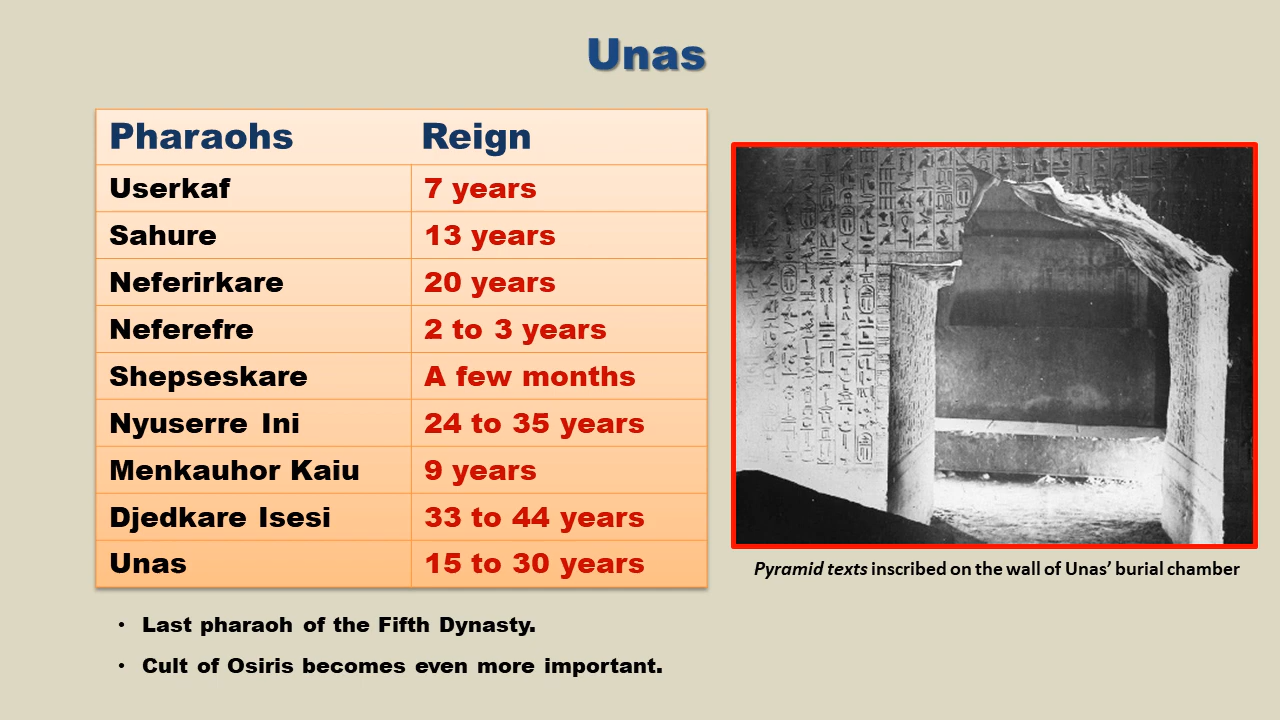 Unas
Pharaohs Reign
Userkaf 7 years
Sahure 13 years
Neferirkare 20 years
Neferefre 2 to 3 years
Shepseskare A few months
Nyuserre Ini 24 to 35 years
Menkauhor Kaiu 9 years
Djedkare Isesi 33 to 44 years
Unas 15 to 30 years
Pyramid texts inscribed on the wall of Unas’ burial chamber
• Last pharaoh of the Fifth Dynasty.
• Cult of Osiris becomes even more important.